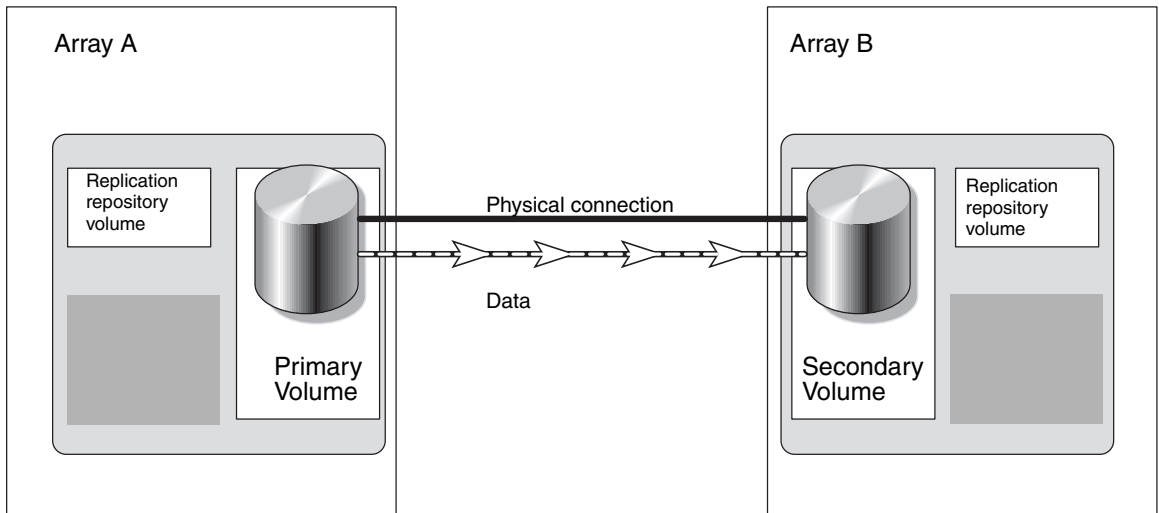 Array A
Array B
Replication
repository
volume
Physical connection
Replication
repository
volume
Data
Primary
Volume
Secondary
Volume